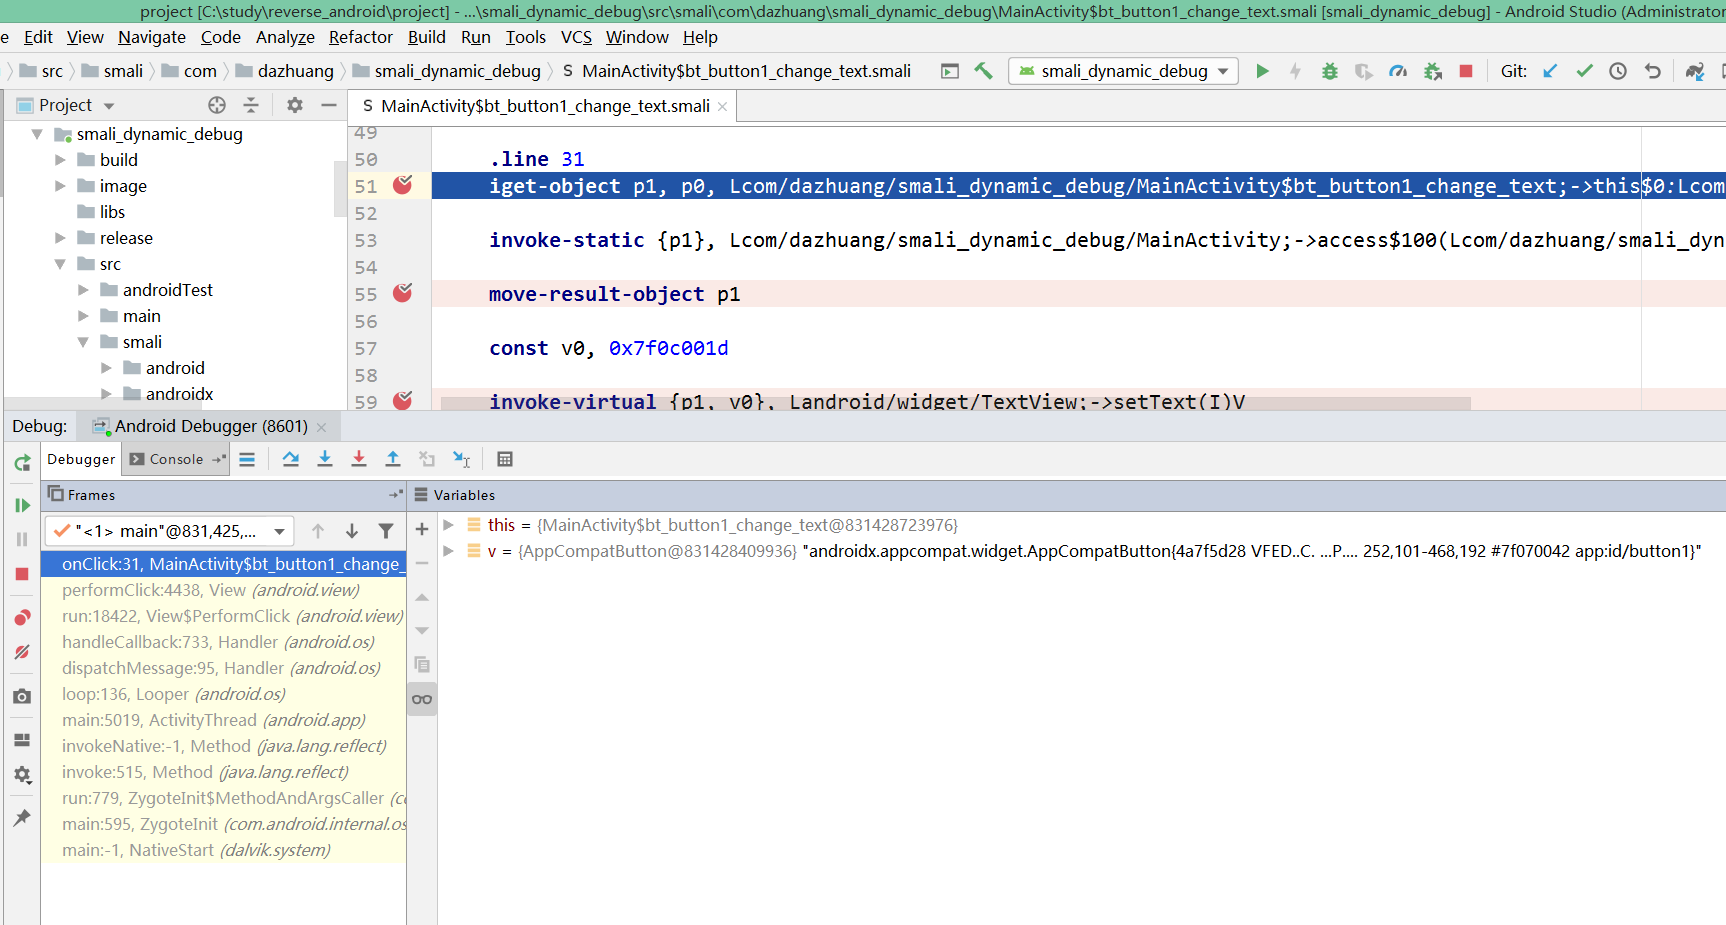 project [C:\study\reverse_android\project] - ...\smali_dynamic_debug\src\smali\com\dazhuang\smali_dynamic_debug\MainActivity$bt_button1_change_text.smali [smali_dynamic_debug] - Android Studio (Administrator
e Edit View Navigate Code Analyze Refactor Build Run Tools VCS Window Help
src smali com dazhuang smali_dynamic_debug MainActivity$bt_button1_change_text.smali smali_dynamic_debug Git:
Project
MainActivity$bt_button1_change_text.smali
smali_dynamic_debug
build
image
libs
release
src
androidTest
main
smali
android
androidx
49
50 .line 31
51 iget-object p1, p0, Lcom/dazhuang/smali_dynamic_debug/MainActivity$bt_button1_change_text;->this$0:Lcom
52
53 invoke-static {p1}, Lcom/dazhuang/smali_dynamic_debug/MainActivity;->access$100(Lcom/dazhuang/smali_dyn
54
55 move-result-object p1
56
57 const v0, 0x7f0c001d
58
59 invoke-virtual {p1, v0}, Landroid/widget/TextView;->setText(I)V
Debug: Android Debugger (8601)
Debugger Console
Frames
"<1> main"@831,425,...
onClick:31, MainActivity$bt_button1_change_
performClick:4438, View (android.view)
run:18422, View$PerformClick (android.view)
handleCallback:733, Handler (android.os)
dispatchMessage:95, Handler (android.os)
loop:136, Looper (android.os)
main:5019, ActivityThread (android.app)
invokeNative:-1, Method (java.lang.reflect)
invoke:515, Method (java.lang.reflect)
run:779, ZygoteInit$MethodAndArgsCaller (co
main:595, ZygoteInit (com.android.internal.os
main:-1, NativeStart (dalvik.system)
Variables
this = {MainActivity$bt_button1_change_text@831428723976}
v = {AppCompatButton@831428409936} "androidx.appcompat.widget.AppCompatButton{4a7f5d28 VFED..C. ...P.... 252,101-468,192 #7f070042 app:id/button1}"